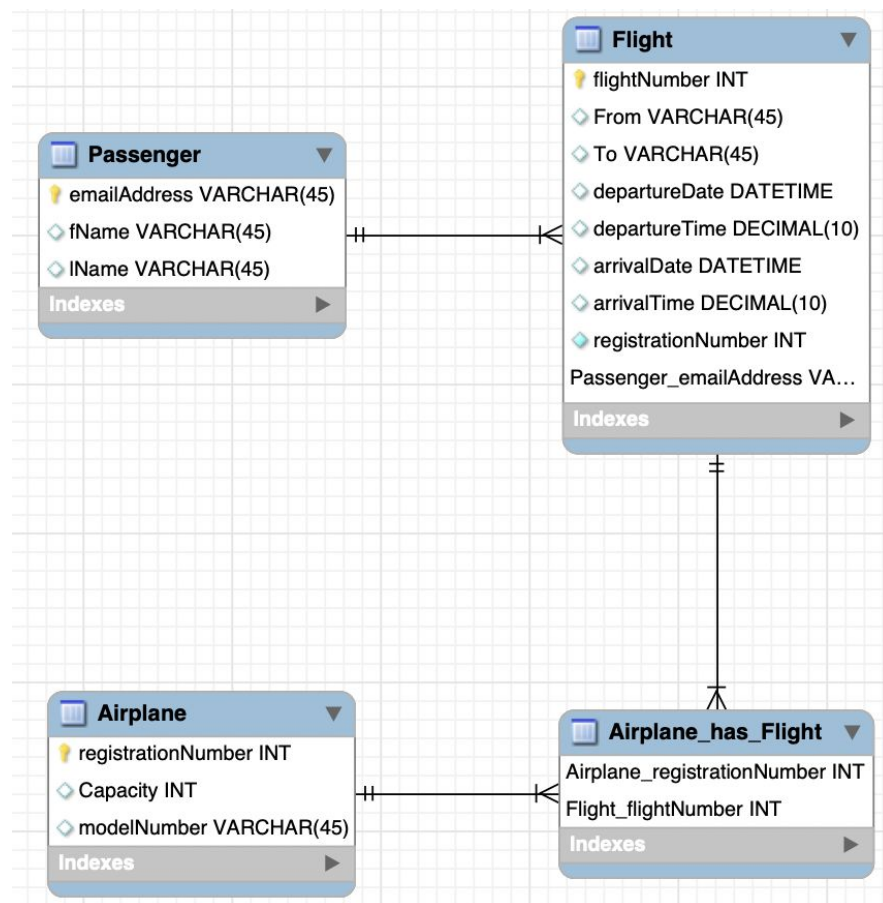 Passenger
emailAddress VARCHAR(45)
fName VARCHAR(45)
lName VARCHAR(45)
Indexes
Flight
flightNumber INT
From VARCHAR(45)
To VARCHAR(45)
departureDate DATETIME
departureTime DECIMAL(10)
arrivalDate DATETIME
arrivalTime DECIMAL(10)
registrationNumber INT
Passenger_emailAddress VA...
Indexes
Airplane
registrationNumber INT
Capacity INT
modelNumber VARCHAR(45)
Indexes
Airplane_has_Flight
Airplane_registrationNumber INT
Flight_flightNumber INT
Indexes